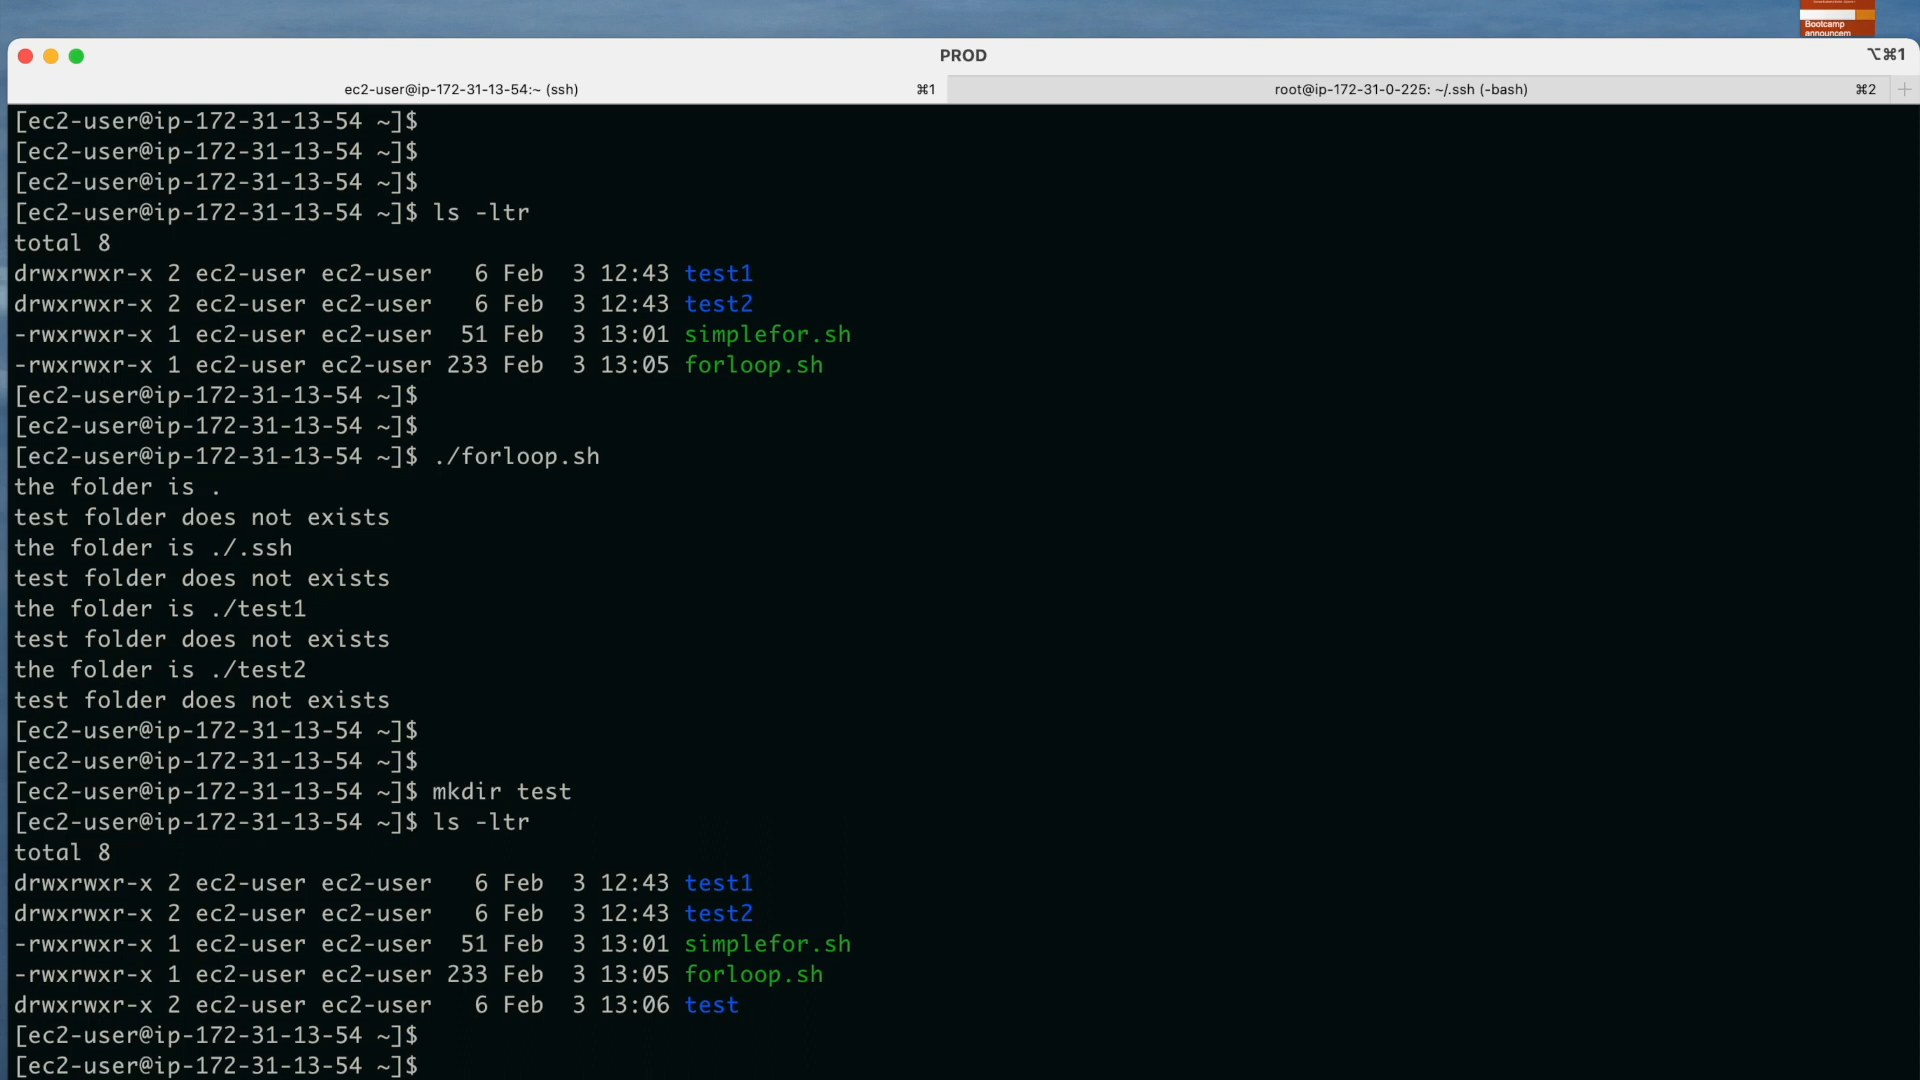 Bootcamp
announcem
PROD
⌥⌘1
ec2-user@ip-172-31-13-54:~ (ssh) ⌘1 root@ip-172-31-0-225: ~/.ssh (-bash) ⌘2 +
[ec2-user@ip-172-31-13-54 ~]$
[ec2-user@ip-172-31-13-54 ~]$
[ec2-user@ip-172-31-13-54 ~]$
[ec2-user@ip-172-31-13-54 ~]$ ls -ltr
total 8
drwxrwxr-x 2 ec2-user ec2-user   6 Feb  3 12:43 test1
drwxrwxr-x 2 ec2-user ec2-user   6 Feb  3 12:43 test2
-rwxrwxr-x 1 ec2-user ec2-user  51 Feb  3 13:01 simplefor.sh
-rwxrwxr-x 1 ec2-user ec2-user 233 Feb  3 13:05 forloop.sh
[ec2-user@ip-172-31-13-54 ~]$
[ec2-user@ip-172-31-13-54 ~]$
[ec2-user@ip-172-31-13-54 ~]$ ./forloop.sh
the folder is .
test folder does not exists
the folder is ./.ssh
test folder does not exists
the folder is ./test1
test folder does not exists
the folder is ./test2
test folder does not exists
[ec2-user@ip-172-31-13-54 ~]$
[ec2-user@ip-172-31-13-54 ~]$
[ec2-user@ip-172-31-13-54 ~]$ mkdir test
[ec2-user@ip-172-31-13-54 ~]$ ls -ltr
total 8
drwxrwxr-x 2 ec2-user ec2-user   6 Feb  3 12:43 test1
drwxrwxr-x 2 ec2-user ec2-user   6 Feb  3 12:43 test2
-rwxrwxr-x 1 ec2-user ec2-user  51 Feb  3 13:01 simplefor.sh
-rwxrwxr-x 1 ec2-user ec2-user 233 Feb  3 13:05 forloop.sh
drwxrwxr-x 2 ec2-user ec2-user   6 Feb  3 13:06 test
[ec2-user@ip-172-31-13-54 ~]$
[ec2-user@ip-172-31-13-54 ~]$